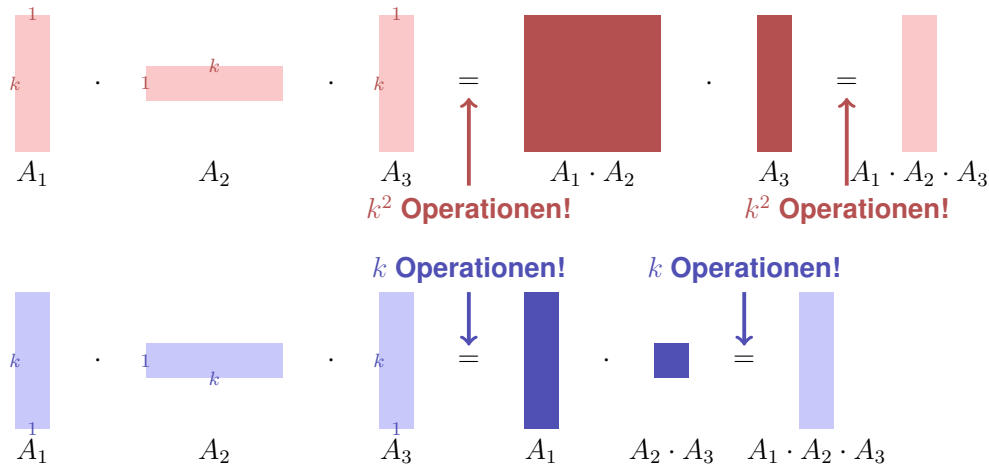 1 1
k · 1 k · k = · =
A₁ A₂ A₃ A₁ · A₂ A₃ A₁ · A₂ · A₃
k² Operationen! k² Operationen!
k Operationen! k Operationen!
k · 1 k · k = · =
1 1
A₁ A₂ A₃ A₁ A₂ · A₃ A₁ · A₂ · A₃